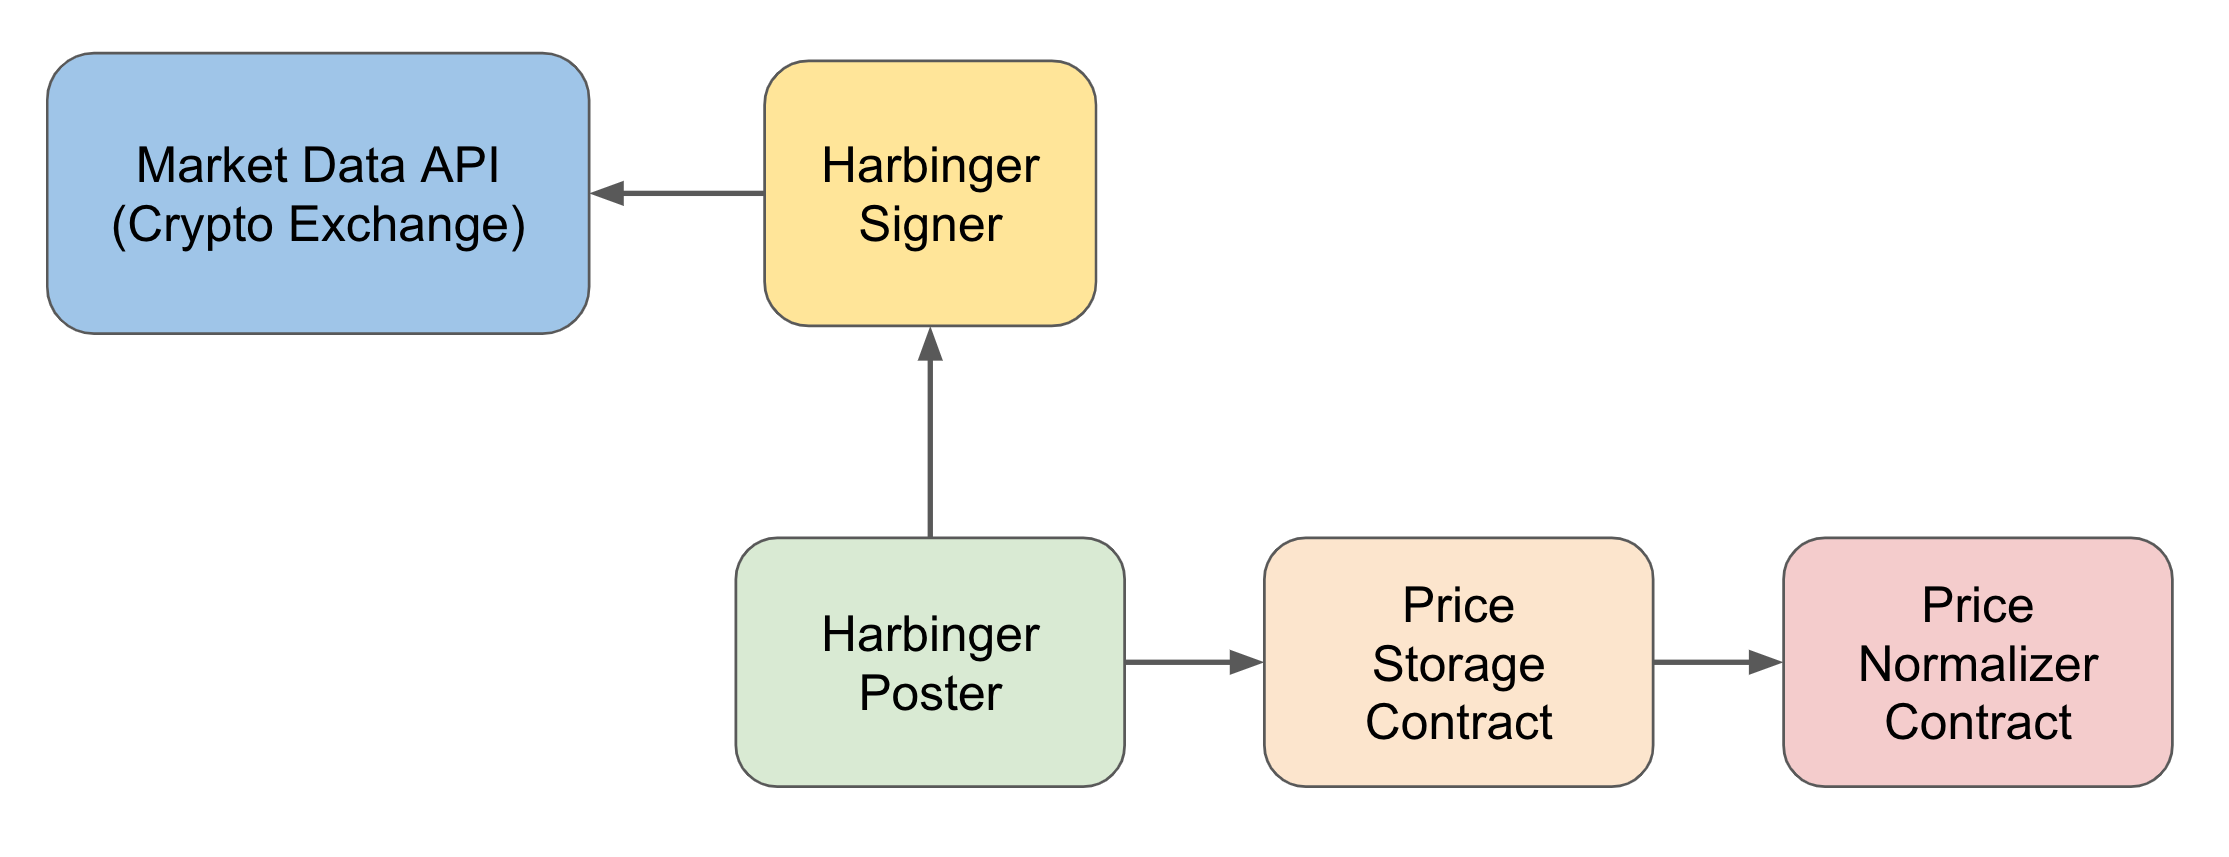 Market Data API
(Crypto Exchange)
Harbinger
Signer
Harbinger
Poster
Price
Storage
Contract
Price
Normalizer
Contract